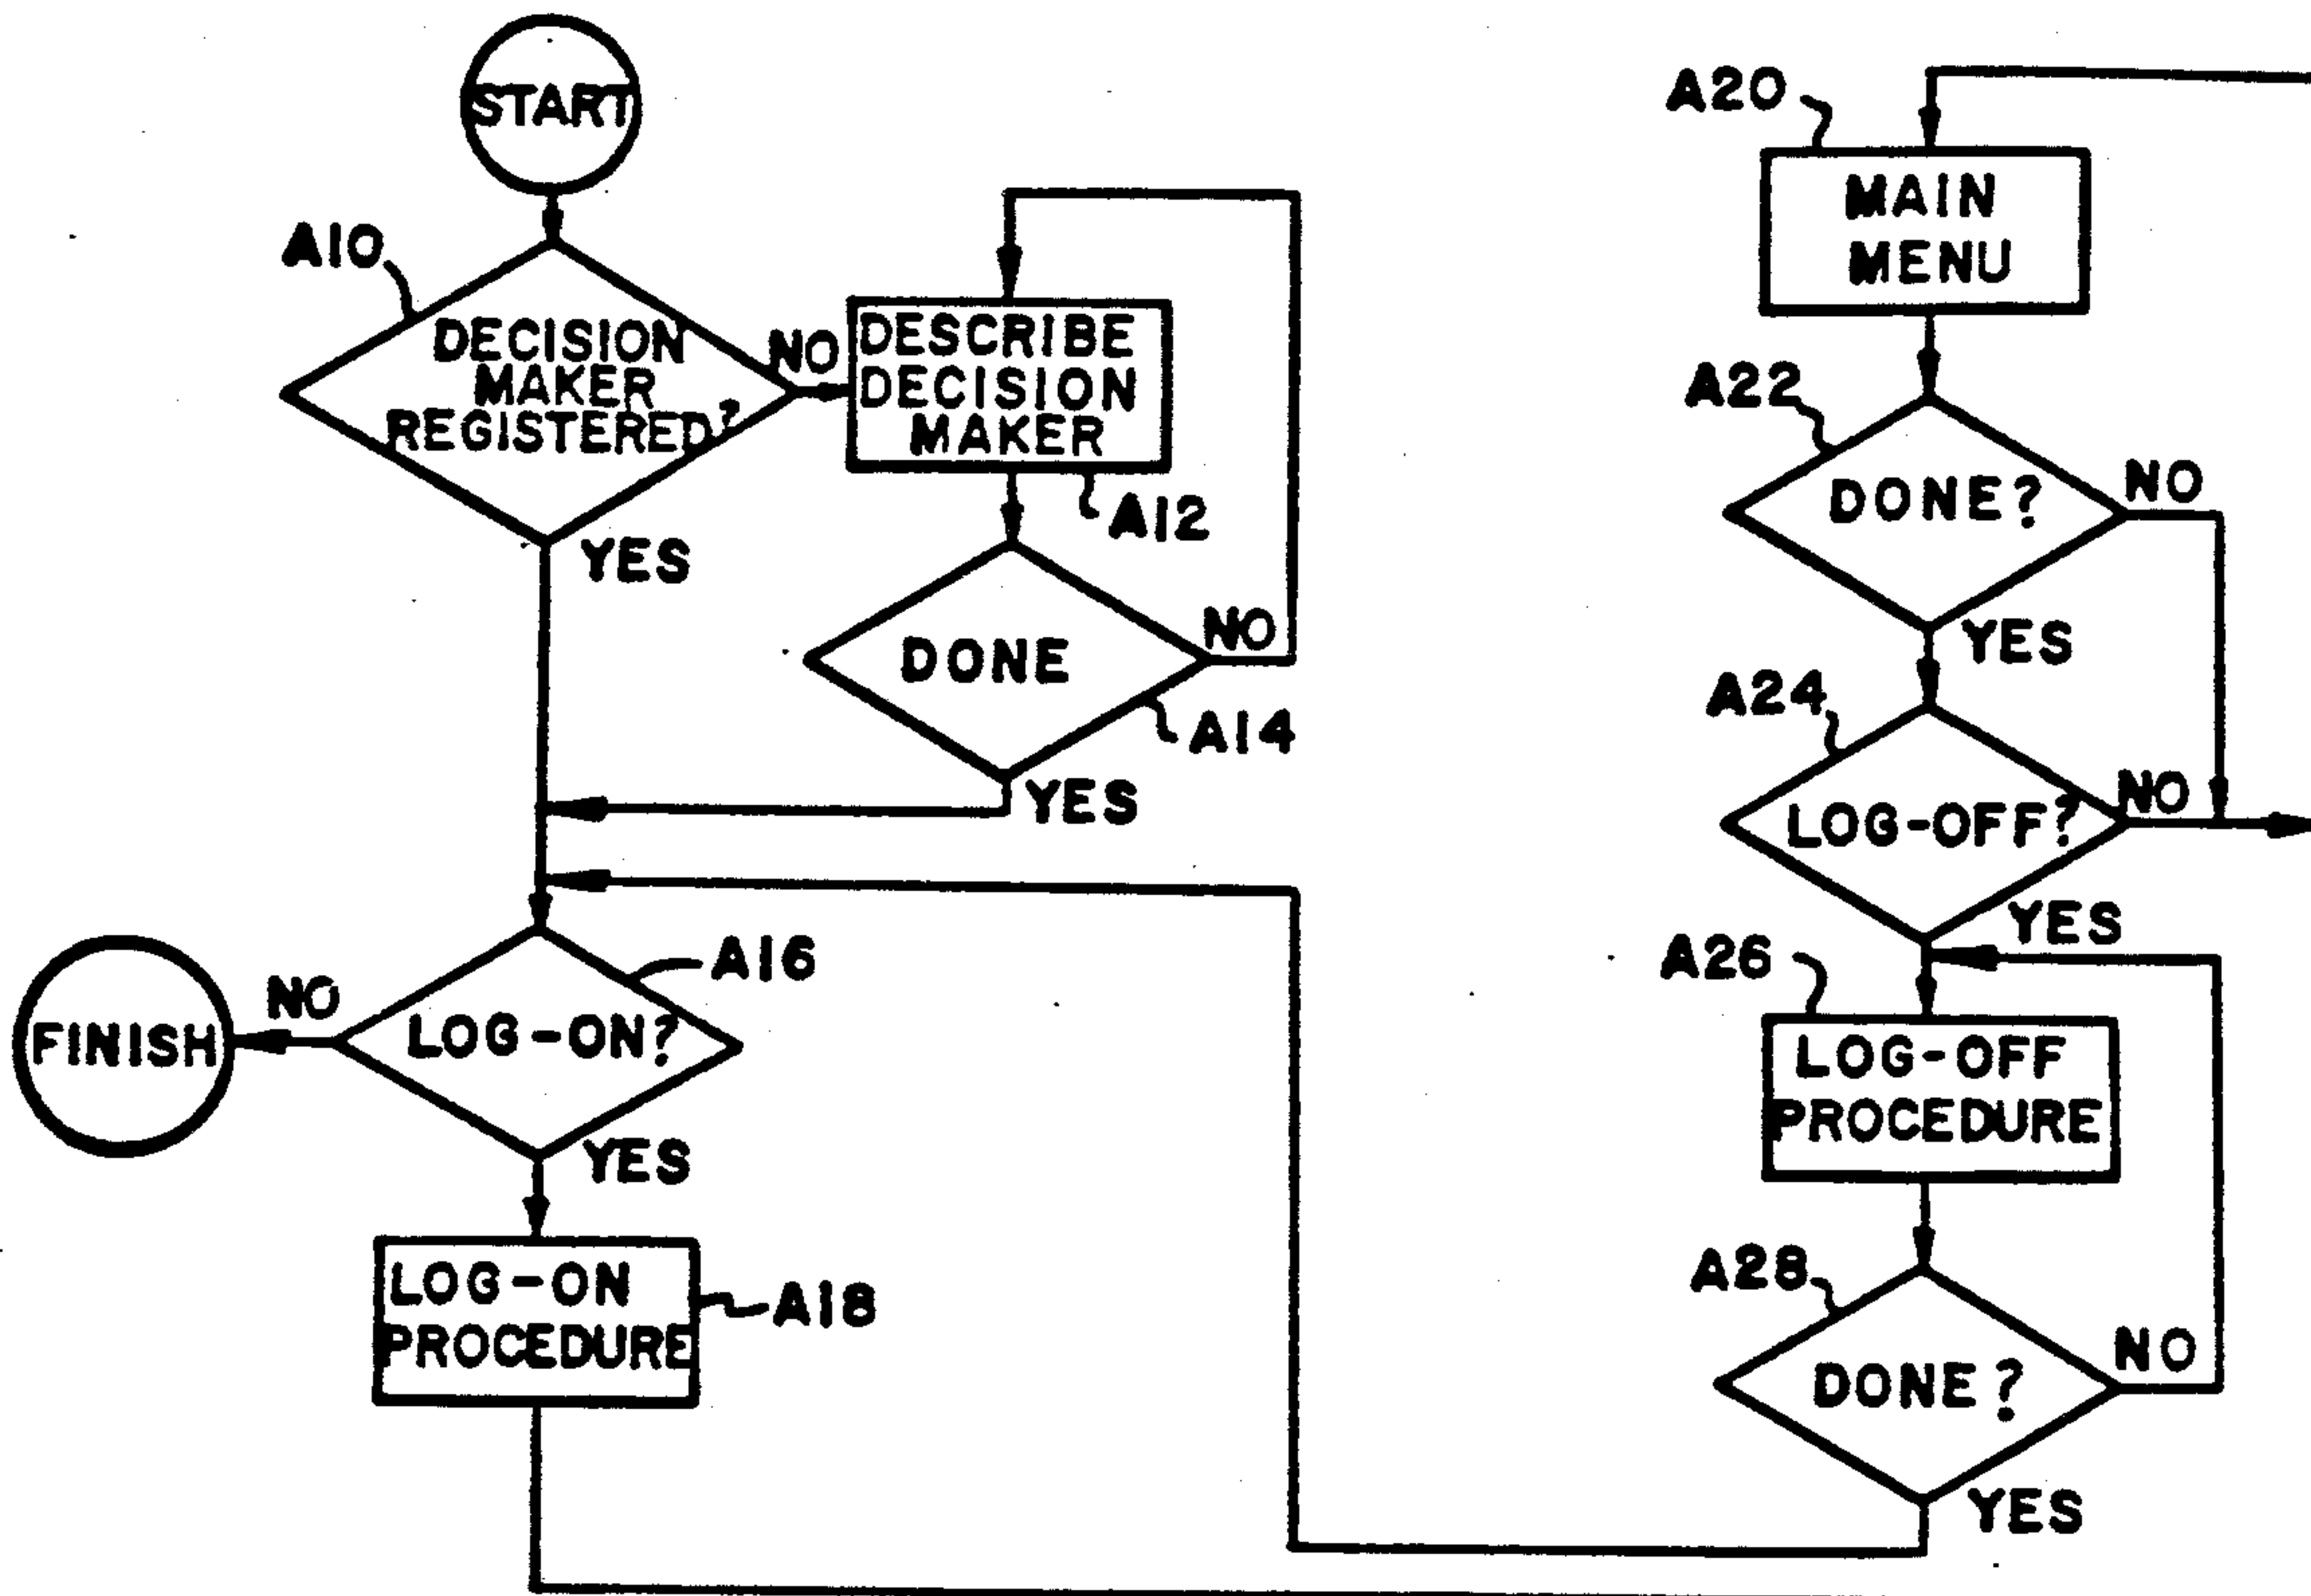 START
A10
DECISION
MAKER
REGISTERED?
NO
YES
DESCRIBE
DECISION
MAKER
A12
DONE
NO
A14
YES
A16
LOG-ON?
NO
FINISH
YES
LOG-ON
PROCEDURE
A18
A20
MAIN
MENU
A22
DONE?
NO
YES
A24
LOG-OFF?
NO
YES
A26
LOG-OFF
PROCEDURE
A28
DONE?
NO
YES